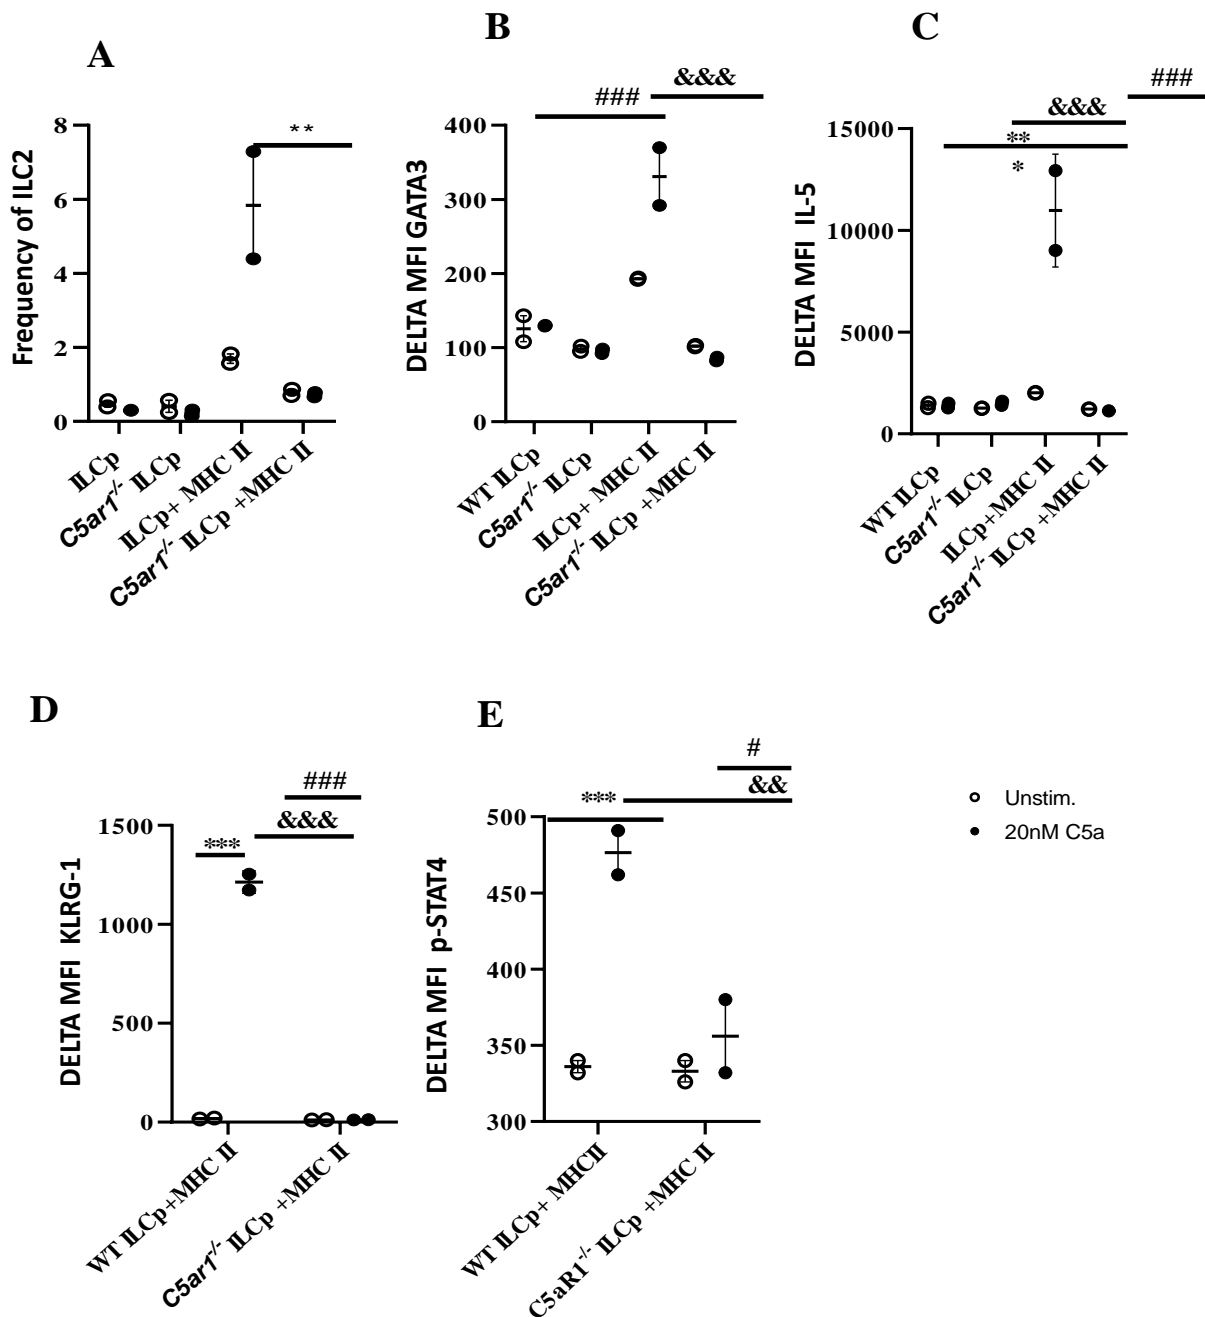 A
**
8
6
4
2
0
Frequency of ILC2
ILCp
C5ar1-/- ILCp
ILCp+ MHC II
C5ar1-/- ILCp +MHC II
B
&&&
###
400
300
200
100
0
DELTA MFI GATA3
WT ILCp
C5ar1-/- ILCp
ILCp+ MHC II
C5ar1-/- ILCp +MHC II
C
###
&&&
**
*
15000
10000
5000
0
DELTA MFI IL-5
WT ILCp
C5ar1-/- ILCp
ILCp+MHC II
C5ar1-/- ILCp +MHC II
D
###
&&&
***
1500
1000
500
0
DELTA MFI KLRG-1
WT ILCp+MHC II
C5ar1-/- ILCp +MHC II
E
#
&&
***
500
450
400
350
300
DELTA MFI p-STAT4
WT ILCp+ MHCII
C5aR1-/- ILCp +MHC II
Unstim.
20nM C5a